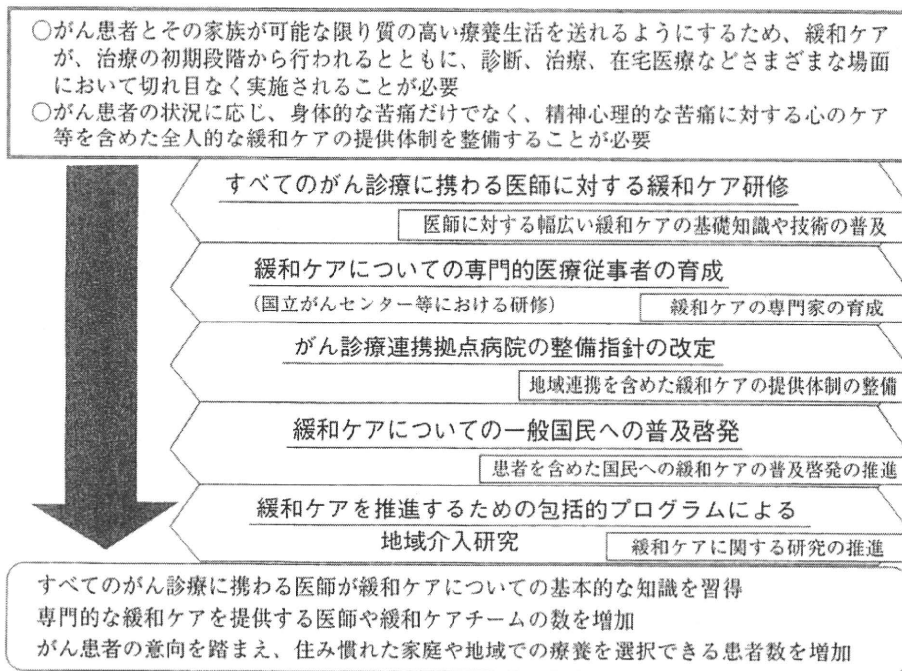 ○がん患者とその家族が可能な限り質の高い療養生活を送れるようにするため、緩和ケア
が、治療の初期段階から行われるとともに、診断、治療、在宅医療などさまざまな場面
において切れ目なく実施されることが必要
○がん患者の状況に応じ、身体的な苦痛だけでなく、精神心理的な苦痛に対する心のケア
等を含めた全人的な緩和ケアの提供体制を整備することが必要
すべてのがん診療に携わる医師に対する緩和ケア研修
医師に対する幅広い緩和ケアの基礎知識や技術の普及
緩和ケアについての専門的医療従事者の育成
(国立がんセンター等における研修)
緩和ケアの専門家の育成
がん診療連携拠点病院の整備指針の改定
地域連携を含めた緩和ケアの提供体制の整備
緩和ケアについての一般国民への普及啓発
患者を含めた国民への緩和ケアの普及啓発の推進
緩和ケアを推進するための包括的プログラムによる
地域介入研究
緩和ケアに関する研究の推進
すべてのがん診療に携わる医師が緩和ケアについての基本的な知識を習得
専門的な緩和ケアを提供する医師や緩和ケアチームの数を増加
がん患者の意向を踏まえ、住み慣れた家庭や地域での療養を選択できる患者数を増加